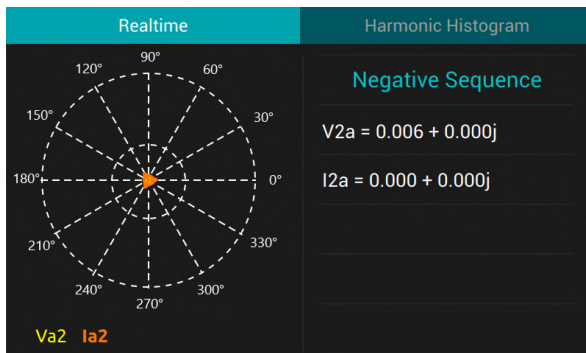 Realtime
Harmonic Histogram
90°
120°
60°
150°
30°
180°
0°
210°
330°
240°
300°
270°
Va2 Ia2
Negative Sequence
V2a = 0.006 + 0.000j
I2a = 0.000 + 0.000j